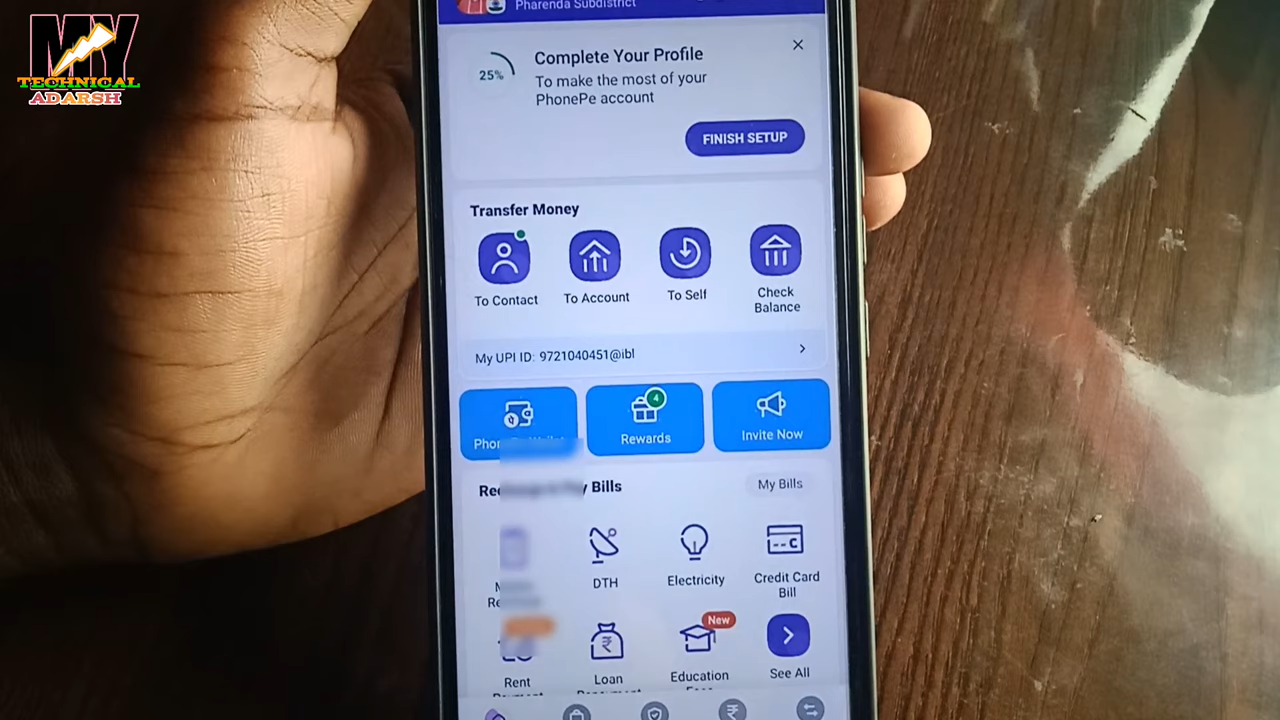 MY
TECHNICAL
ADARSH
Pharenda Subdistrict
25%
Complete Your Profile
To make the most of your
PhonePe account
FINISH SETUP
Transfer Money
To Contact
To Account
To Self
Check
Balance
My UPI ID: 9721040451@ibl
4
Rewards
Invite Now
Bills
My Bills
DTH
Electricity
Credit Card
Bill
New
Rent
Loan
Education
See All